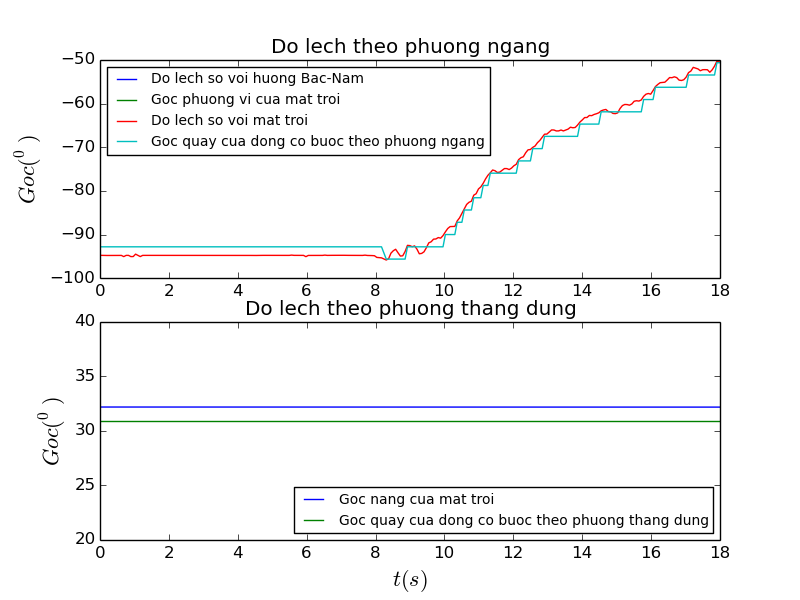 Do lech theo phuong ngang
−50
−60
−70
−80
−90
−100
Goc(⁰ )
Do lech so voi huong Bac-Nam
Goc phuong vi cua mat troi
Do lech so voi mat troi
Goc quay cua dong co buoc theo phuong ngang
0 2 4 6 8 10 12 14 16 18
Do lech theo phuong thang dung
40
35
30
25
20
Goc(⁰ )
Goc nang cua mat troi
Goc quay cua dong co buoc theo phuong thang dung
0 2 4 6 8 10 12 14 16 18
t(s)